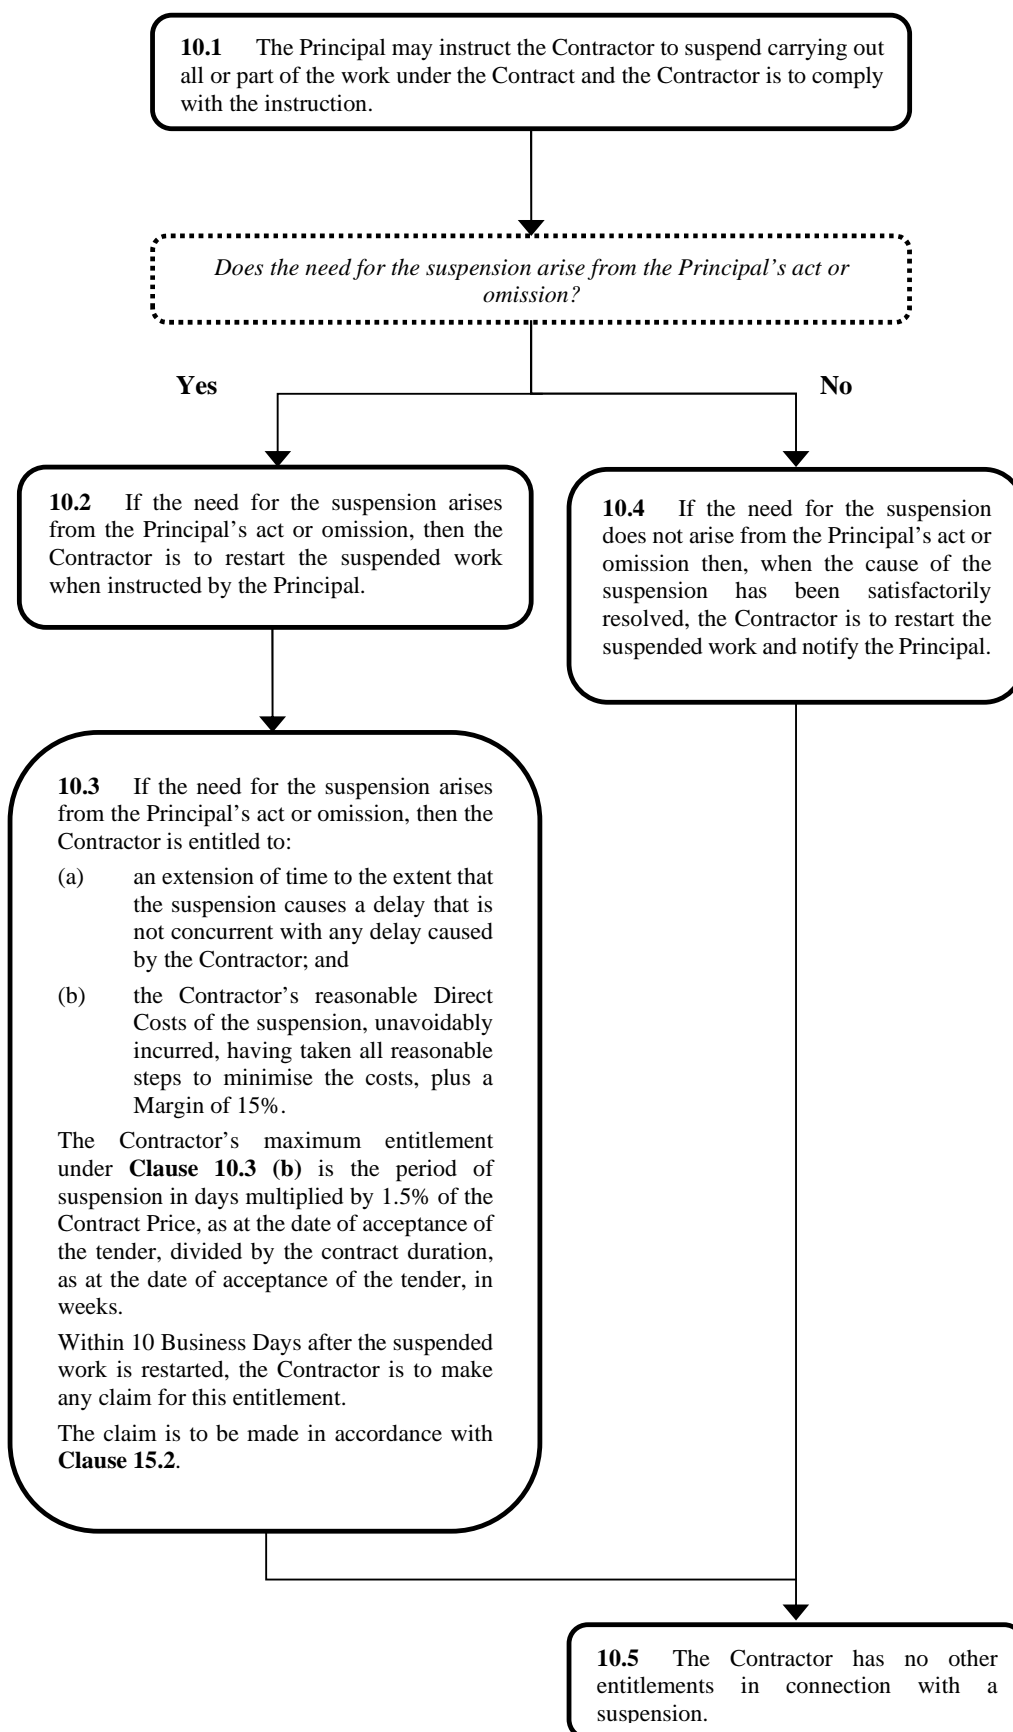 10.1 The Principal may instruct the Contractor to suspend carrying out
all or part of the work under the Contract and the Contractor is to comply
with the instruction.
Does the need for the suspension arise from the Principal’s act or
omission?
Yes
No
10.2 If the need for the suspension arises
from the Principal’s act or omission, then the
Contractor is to restart the suspended work
when instructed by the Principal.
10.4 If the need for the suspension
does not arise from the Principal’s act or
omission then, when the cause of the
suspension has been satisfactorily
resolved, the Contractor is to restart the
suspended work and notify the Principal.
10.3 If the need for the suspension arises
from the Principal’s act or omission, then the
Contractor is entitled to:
(a) an extension of time to the extent that
the suspension causes a delay that is
not concurrent with any delay caused
by the Contractor; and
(b) the Contractor’s reasonable Direct
Costs of the suspension, unavoidably
incurred, having taken all reasonable
steps to minimise the costs, plus a
Margin of 15%.
The Contractor’s maximum entitlement
under Clause 10.3 (b) is the period of
suspension in days multiplied by 1.5% of the
Contract Price, as at the date of acceptance of
the tender, divided by the contract duration,
as at the date of acceptance of the tender, in
weeks.
Within 10 Business Days after the suspended
work is restarted, the Contractor is to make
any claim for this entitlement.
The claim is to be made in accordance with
Clause 15.2.
10.5 The Contractor has no other
entitlements in connection with a
suspension.